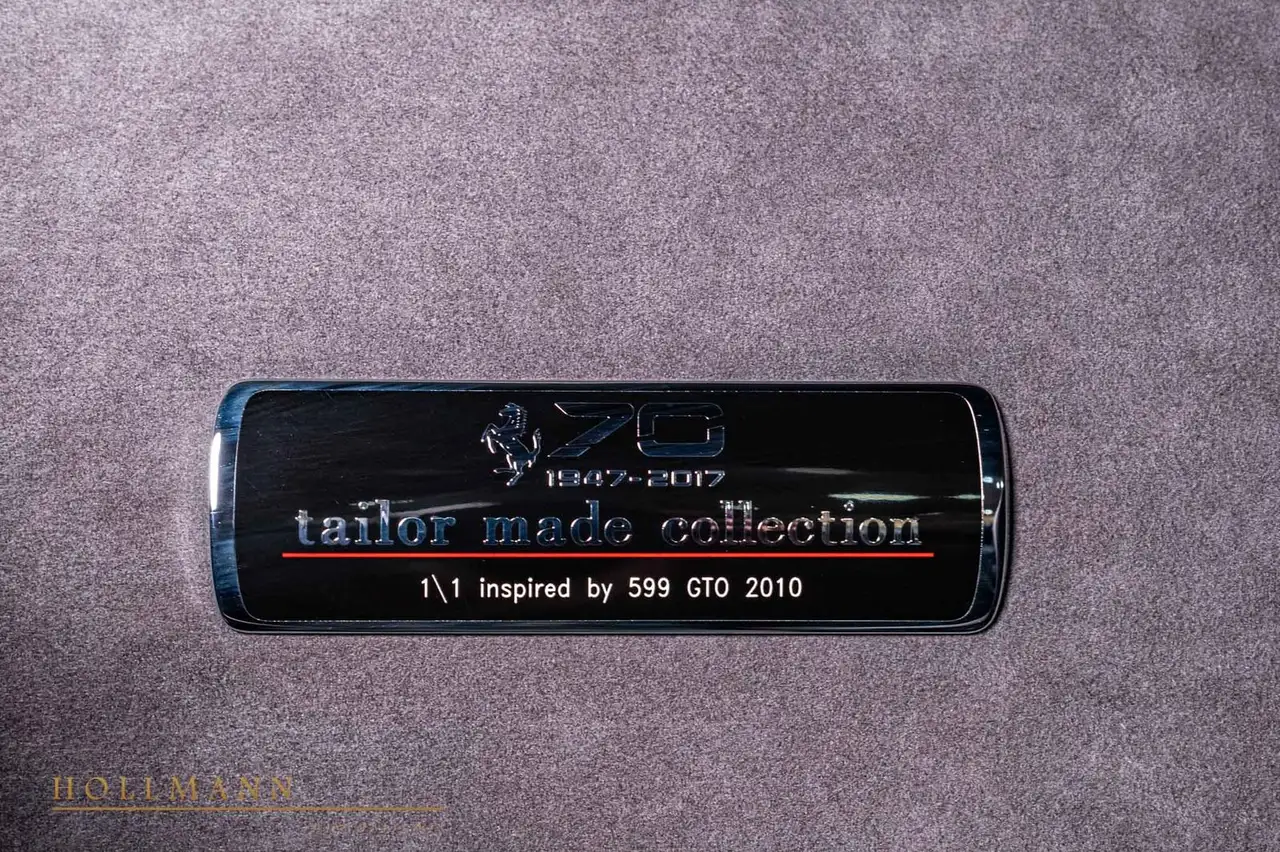 70
1947-2017
tailor made collection
1\1 inspired by 599 GTO 2010
HOLLMANN